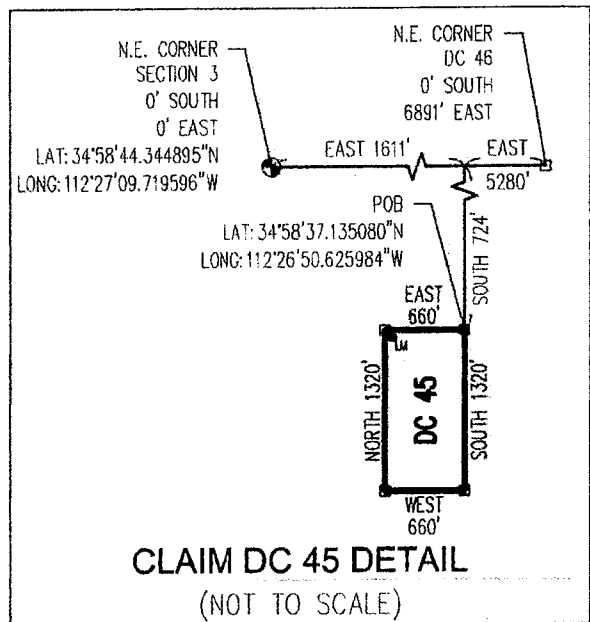 N.E. CORNER
SECTION 3
0' SOUTH
0' EAST
LAT: 34°58'44.344895"N
LONG: 112°27'09.719596"W
N.E. CORNER
DC 46
0' SOUTH
6891' EAST
EAST 1611'
EAST
5280'
POB
LAT: 34°58'37.135080"N
LONG: 112°26'50.625984"W
SOUTH 724'
EAST
660'
LM
NORTH 1320'
DC 45
SOUTH 1320'
WEST
660'
CLAIM DC 45 DETAIL
(NOT TO SCALE)